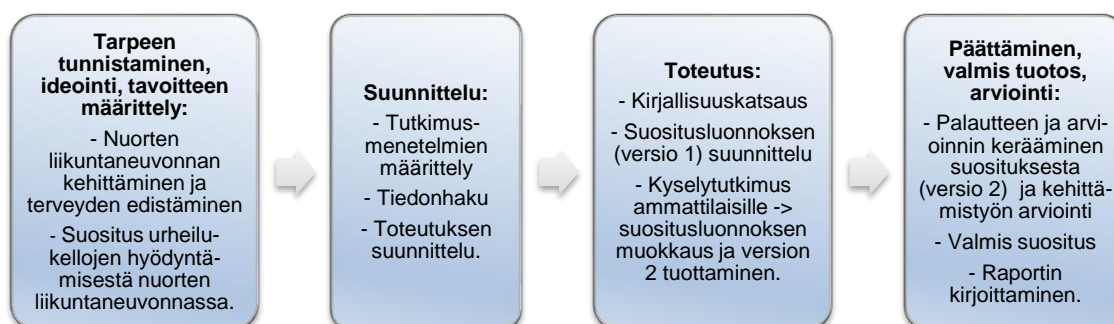 Tarpeen
tunnistaminen,
ideointi, tavoitteen
määrittely:
- Nuorten
liikuntaneuvonnan
kehittäminen ja
terveyden edistäminen
- Suositus urheilu-
kellojen hyödyntä-
misestä nuorten
liikuntaneuvonnassa.
Suunnittelu:
- Tutkimus-
menetelmien
määrittely
- Tiedonhaku
- Toteutuksen
suunnittelu.
Toteutus:
- Kirjallisuuskatsaus
- Suositusluonnoksen
(versio 1) suunnittelu
- Kyselytutkimus
ammattilaisille ->
suositusluonnoksen
muokkaus ja version
2 tuottaminen.
Päättäminen,
valmis tuotos,
arviointi:
- Palautteen ja arvi-
oinnin kerääminen
suosituksesta
(versio 2) ja kehittä-
mistyön arviointi
- Valmis suositus
- Raportin
kirjoittaminen.